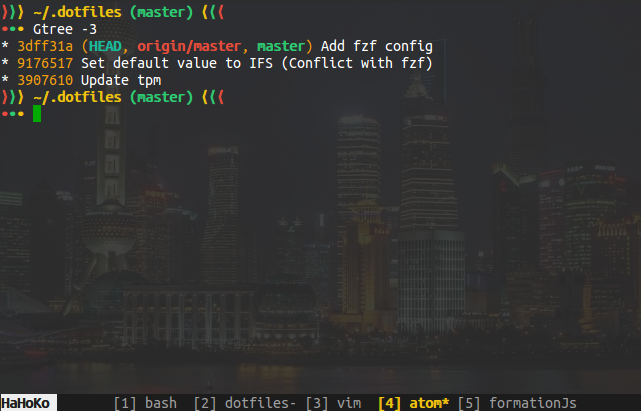 ))) ~/.dotfiles (master) (((
••• Gtree -3
* 3dff31a (HEAD, origin/master, master) Add fzf config
* 9176517 Set default value to IFS (Conflict with fzf)
* 3907610 Update tpm
))) ~/.dotfiles (master) (((
•••
HaHoKo [1] bash [2] dotfiles- [3] vim [4] atom* [5] formationJs